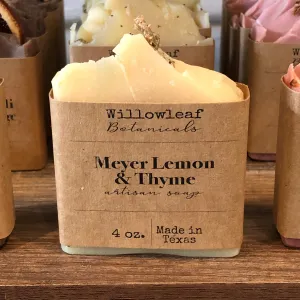 Willowleaf
Botanicals
Meyer Lemon
& Thyme
artisan soap
4 oz. Made in
Texas